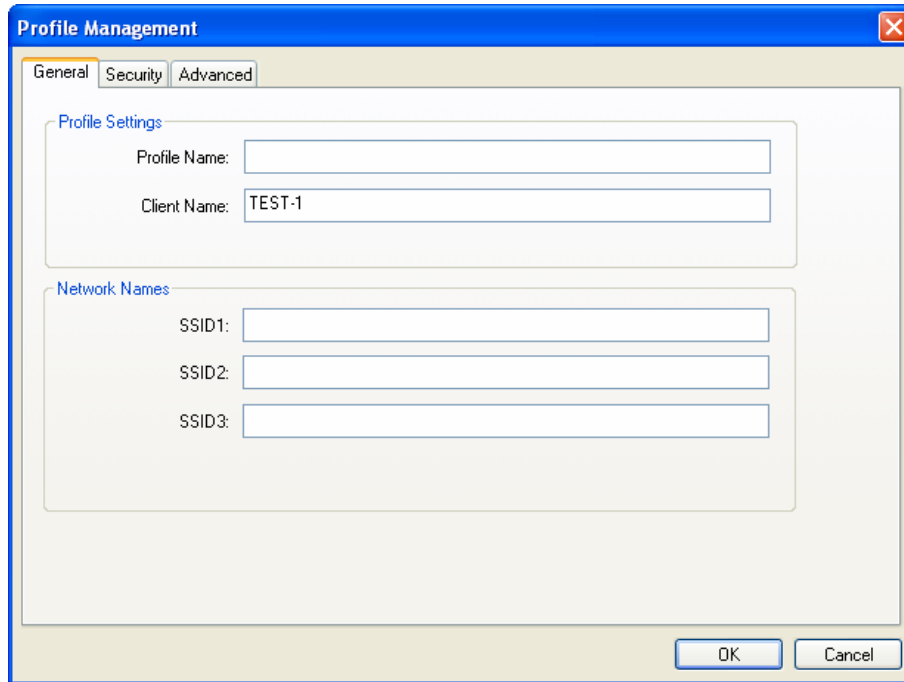 Profile Management
General Security Advanced
Profile Settings
Profile Name:
Client Name: TEST-1
Network Names
SSID1:
SSID2:
SSID3:
OK Cancel